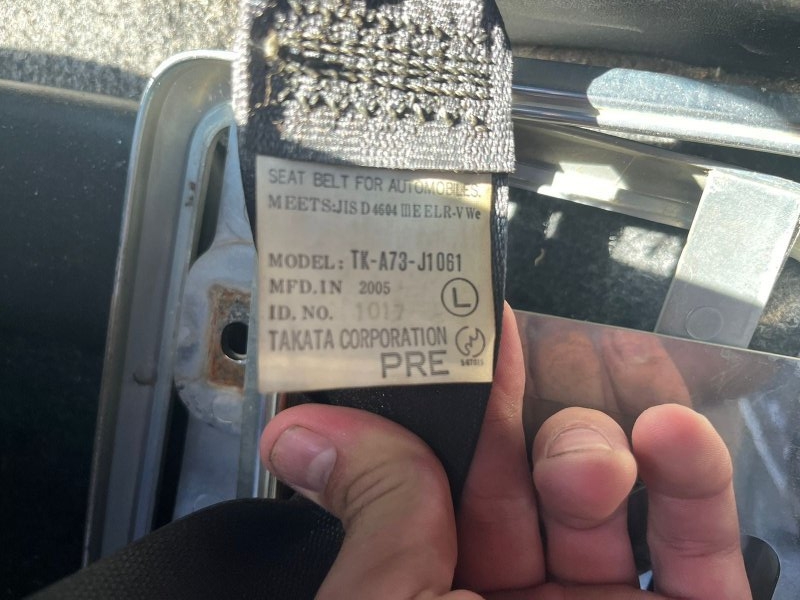 SEAT BELT FOR AUTOMOBILES.
MEETS:JIS D 4604 ⅢE ELR-V We
MODEL: TK-A73-J1061
MFD.IN 2005
L
ID. NO. 1017
TAKATA CORPORATION
PRE